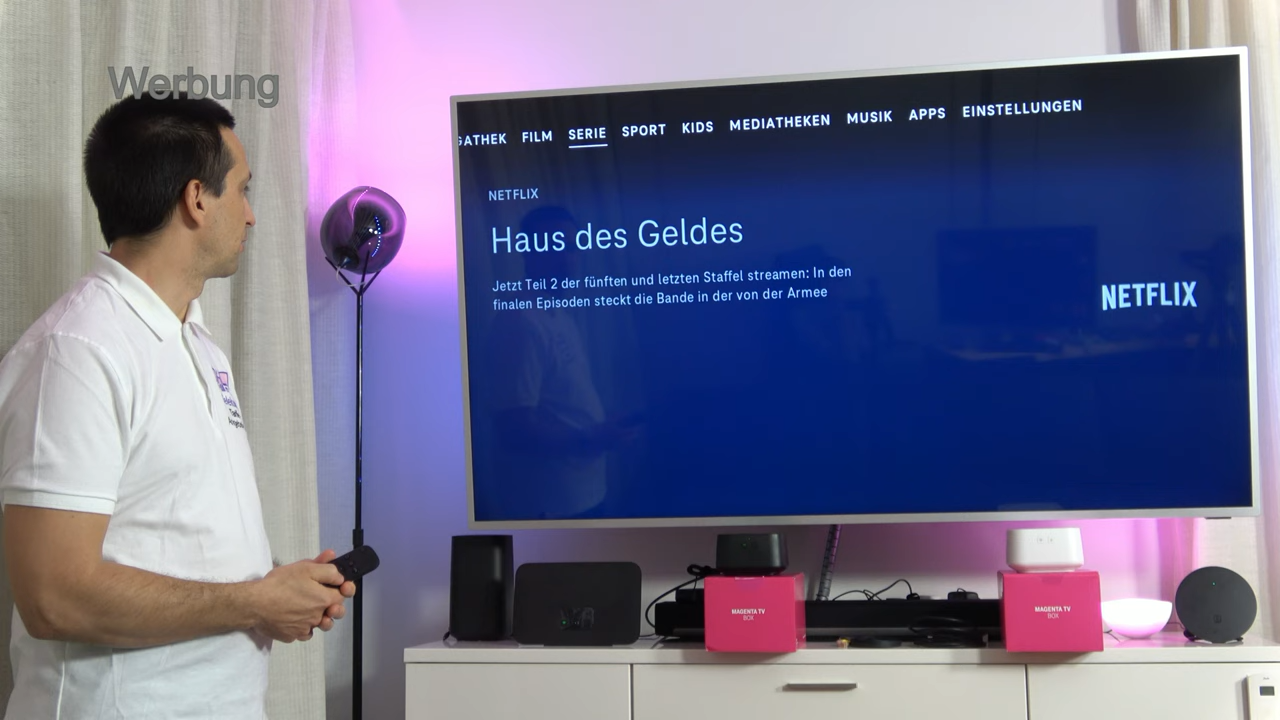 Werbung
GATHEK FILM SERIE SPORT KIDS MEDIATHEKEN MUSIK APPS EINSTELLUNGEN
NETFLIX
Haus des Geldes
Jetzt Teil 2 der fünften und letzten Staffel streamen: In den
finalen Episoden steckt die Bande in der von der Armee
NETFLIX
MAGENTA TV
BOX
MAGENTA TV
BOX